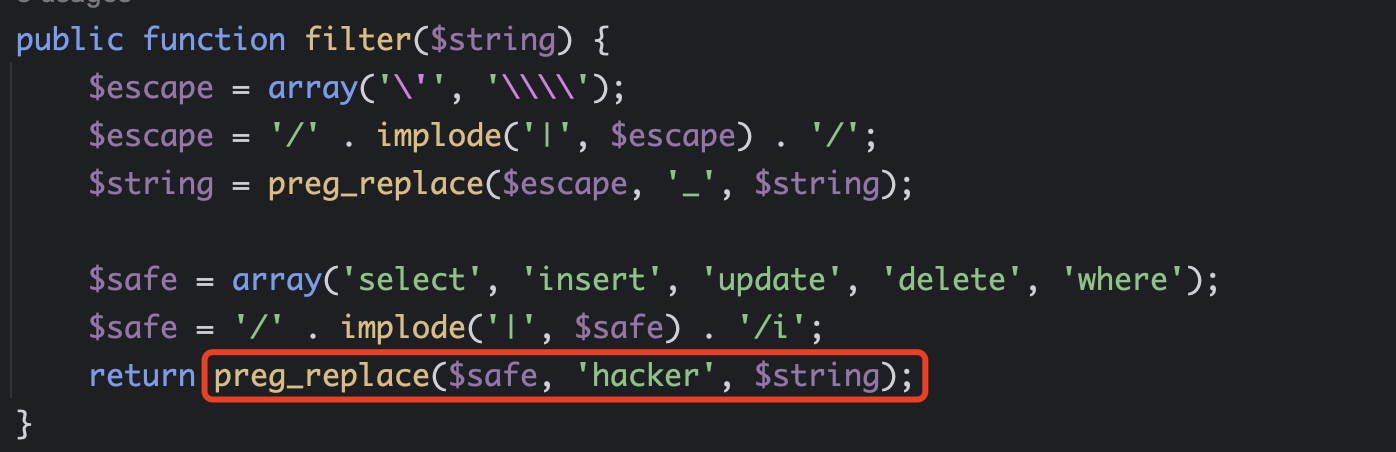 public function filter($string) {
$escape = array('\'', '\\\\');
$escape = '/' . implode('|', $escape) . '/';
$string = preg_replace($escape, '_', $string);
$safe = array('select', 'insert', 'update', 'delete', 'where');
$safe = '/' . implode('|', $safe) . '/i';
return preg_replace($safe, 'hacker', $string);
}